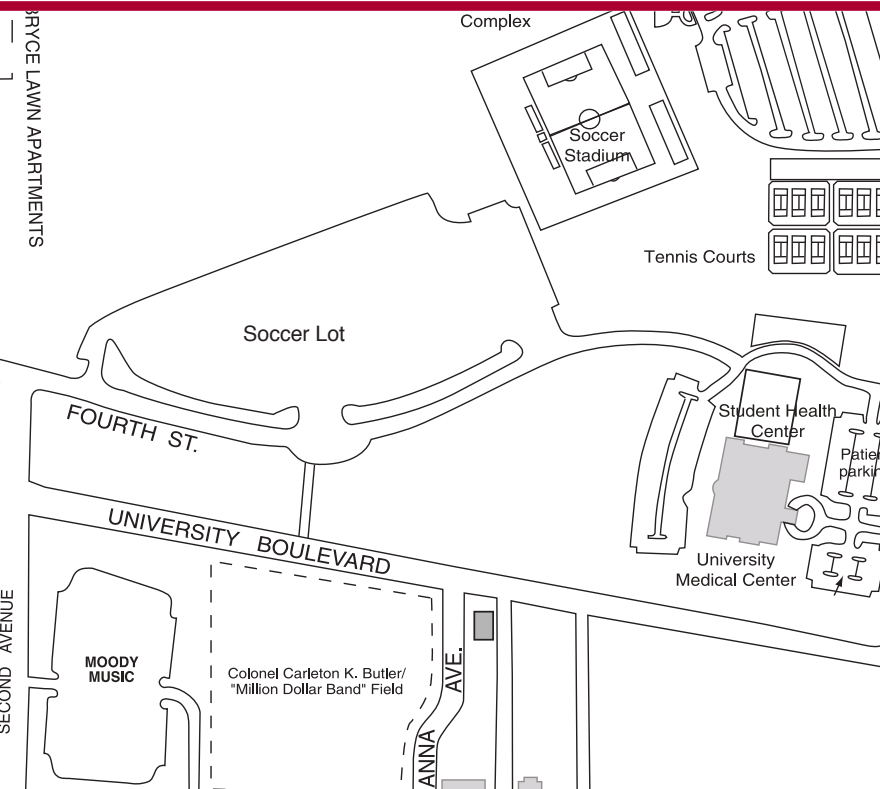 Complex
BRYCE LAWN APARTMENTS
Soccer
Stadium
Tennis Courts
Soccer Lot
FOURTH ST.
Student Health
Center
UNIVERSITY BOULEVARD
University
Medical Center
SECOND AVENUE
MOODY
MUSIC
Colonel Carleton K. Butler/
"Million Dollar Band" Field
ANNA AVE.